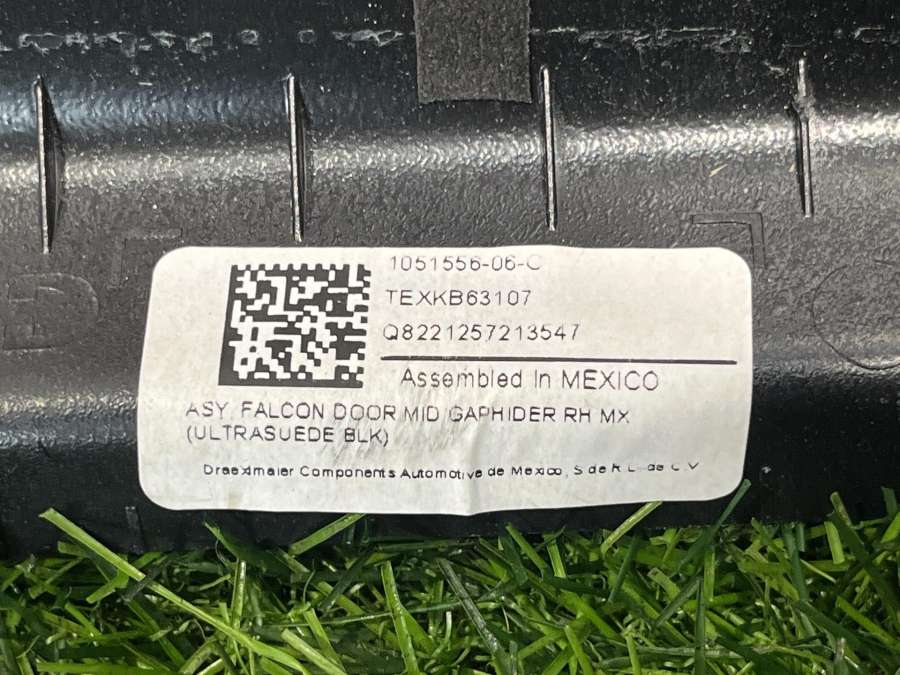 1051556-06-C
TEXKB63107
Q8221257213547
Assembled In MEXICO
ASY, FALCON DOOR MID GAPHIDER RH MX
(ULTRASUEDE BLK)
Draexlmaier Components Automotive de Mexico, S de R L de C V